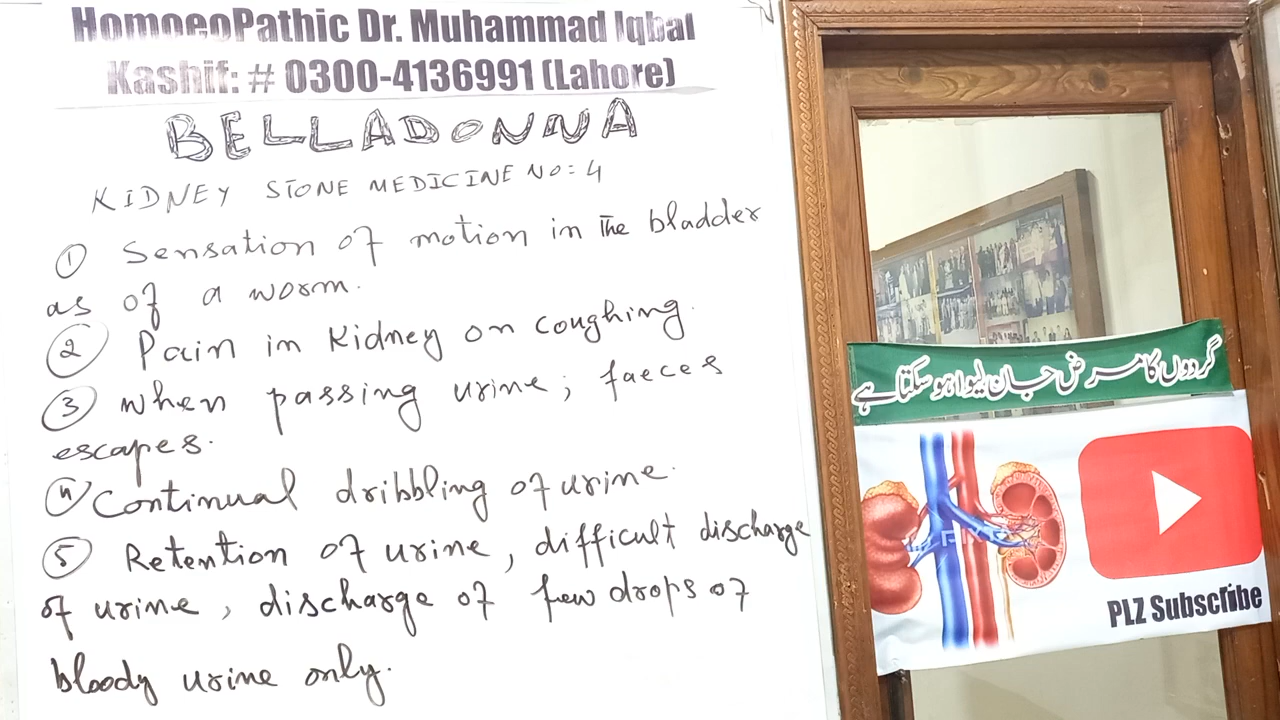 HomoeoPathic Dr. Muhammad Iqbal
Kashif: # 0300-4136991 (Lahore)
BELLADONNA
KIDNEY STONE MEDICINE NO: 4
① Sensation of motion in The bladder
as of a worm.
② Pain in Kidney on coughing.
③ When passing urine; faeces
escapes.
④ Continual dribbling of urine.
⑤ Retention of urine, difficult discharge
of urine, discharge of few drops of
bloody urine only.
گردوں کا مرض جان لیوا ہو سکتا ہے
PLZ Subscribe